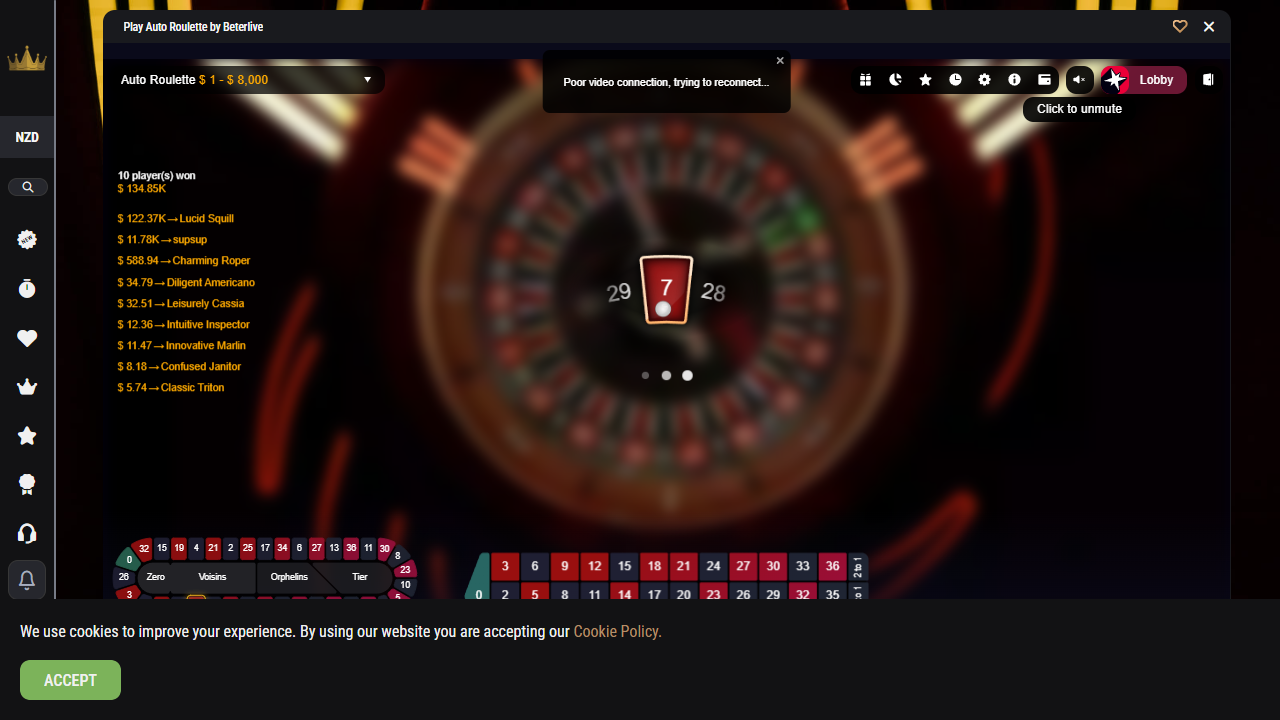 Play Auto Roulette by Beterlive
Auto Roulette $ 1 - $ 8,000
Poor video connection, trying to reconnect...
Lobby
Click to unmute
NZD
NEW
10 player(s) won
$ 134.85K
$ 122.37K→Lucid Squill
$ 11.78K→supsup
$ 588.94→Charming Roper
$ 34.79→Diligent Americano
$ 32.51→Leisurely Cassia
$ 12.36→Intuitive Inspector
$ 11.47→Innovative Marlin
$ 8.18→Confused Janitor
$ 5.74→Classic Triton
29 7 28
0 32 15 19 4 21 2 25 17 34 6 27 13 36 11 30 8
26 Zero Voisins Orphelins Tier 23
10
3 5
3 6 9 12 15 18 21 24 27 30 33 36 2 to 1
0 2 5 8 11 14 17 20 23 26 29 32 35
We use cookies to improve your experience. By using our website you are accepting our Cookie Policy.
ACCEPT